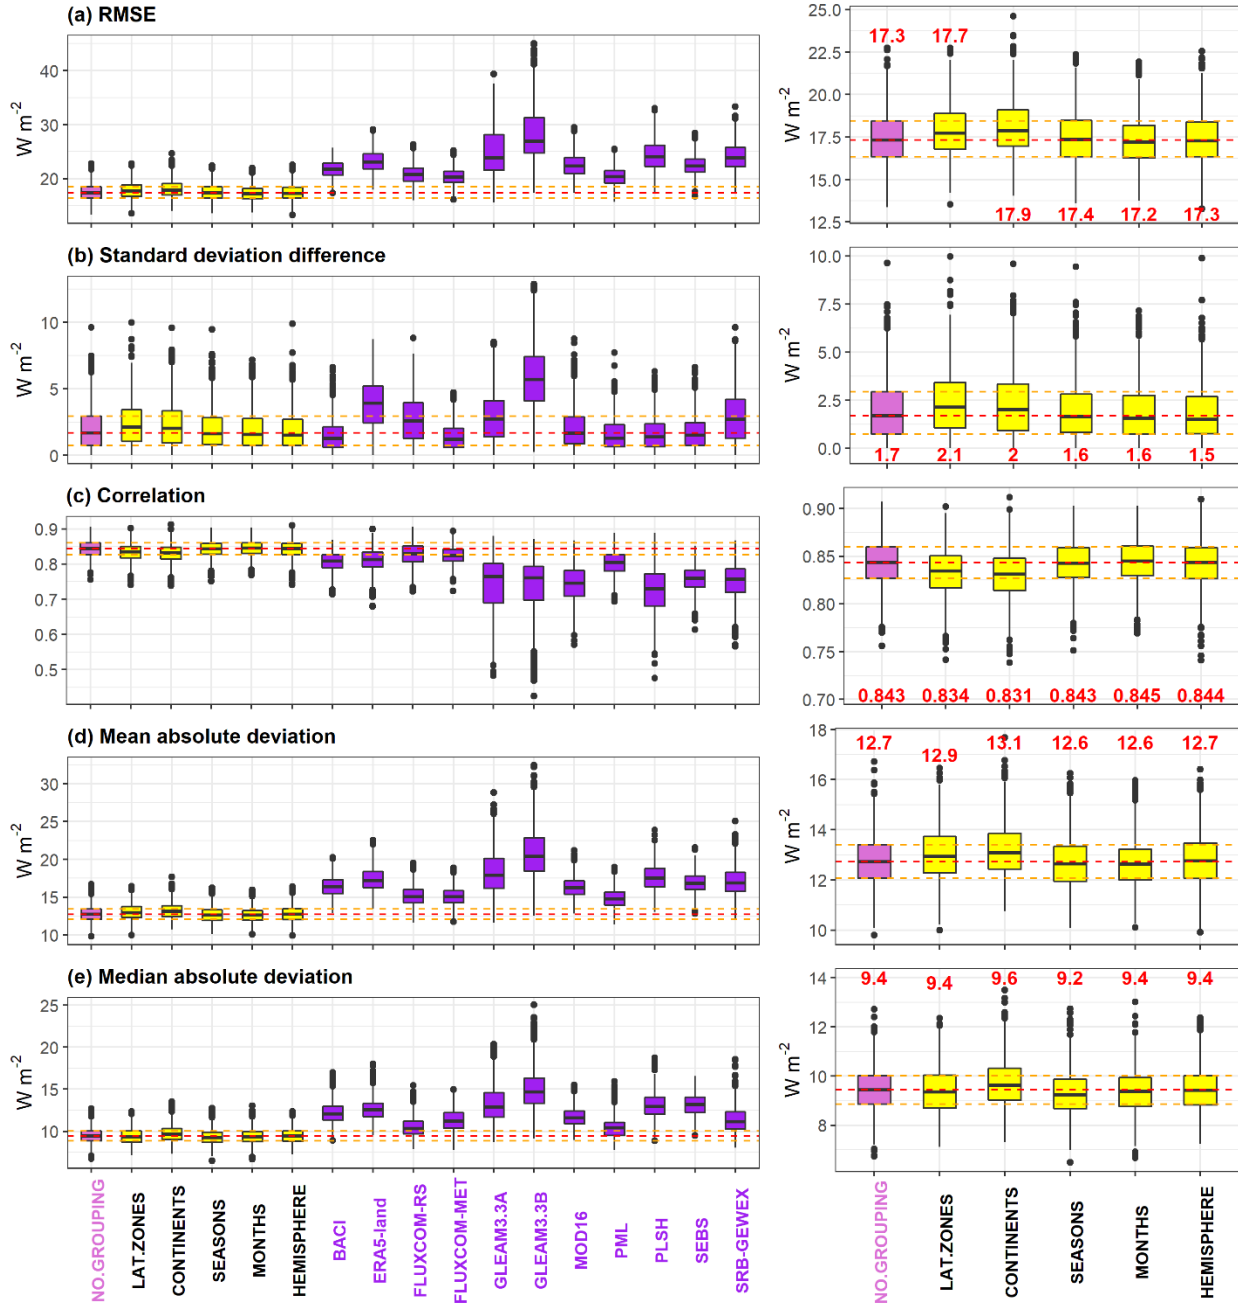 (a) RMSE
W m-2
40
30
20
25.0
22.5
20.0
17.5
15.0
12.5
W m-2
17.3 17.7
17.9 17.4 17.2 17.3
(b) Standard deviation difference
W m-2
10
5
0
10.0
7.5
5.0
2.5
0.0
W m-2
1.7 2.1 2 1.6 1.6 1.5
(c) Correlation
0.9
0.8
0.7
0.6
0.5
0.90
0.85
0.80
0.75
0.70
0.843 0.834 0.831 0.843 0.845 0.844
(d) Mean absolute deviation
W m-2
30
25
20
15
10
18
16
14
12
10
W m-2
12.7 12.9 13.1 12.6 12.6 12.7
(e) Median absolute deviation
W m-2
25
20
15
10
14
12
10
8
W m-2
9.4 9.4 9.6 9.2 9.4 9.4
NO.GROUPING
LAT.ZONES
CONTINENTS
SEASONS
MONTHS
HEMISPHERE
BACI
ERA5-land
FLUXCOM-RS
FLUXCOM-MET
GLEAM3.3A
GLEAM3.3B
MOD16
PML
PLSH
SEBS
SRB-GEWEX
NO.GROUPING
LAT.ZONES
CONTINENTS
SEASONS
MONTHS
HEMISPHERE